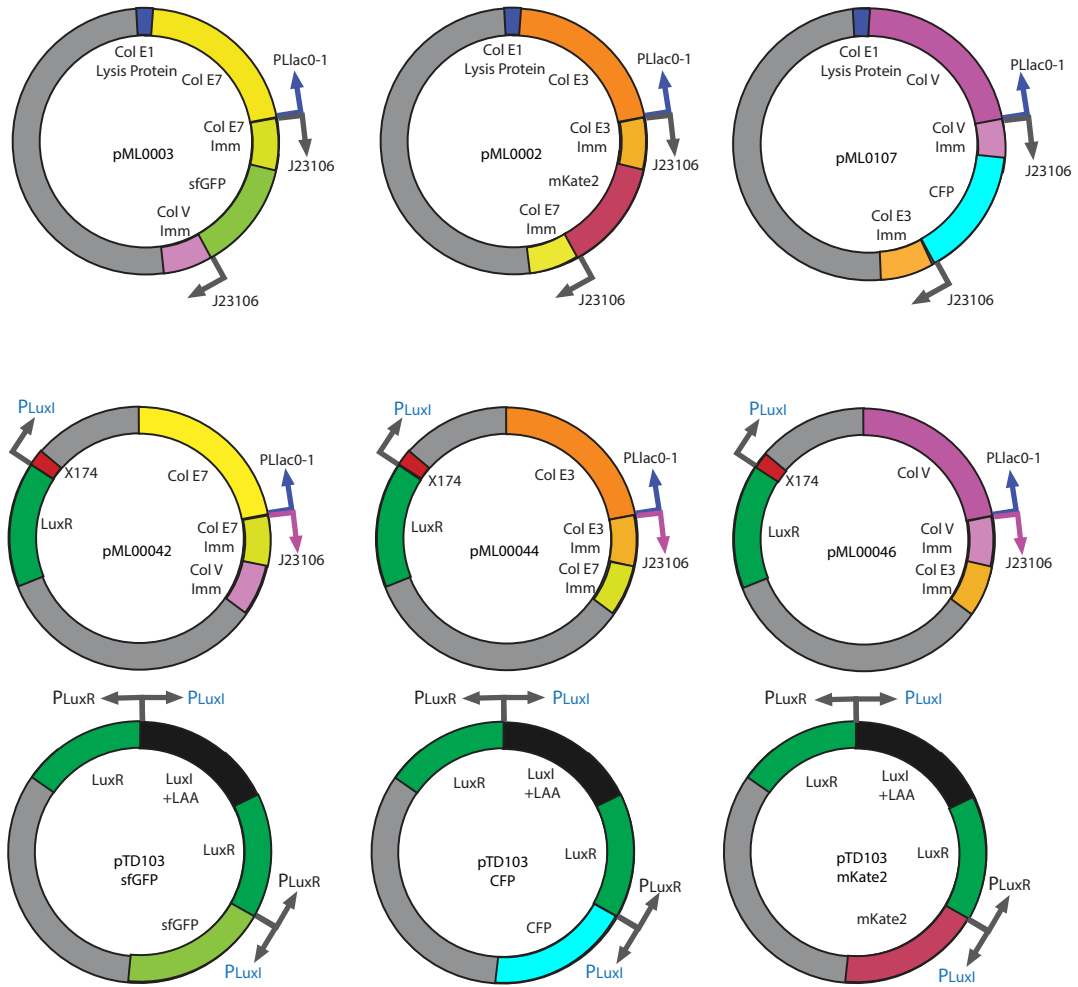 Col E1
Lysis Protein
Col E7
PLlac0-1
Col E7
Imm
pML0003
J23106
sfGFP
Col V
Imm
J23106
Col E1
Lysis Protein
Col E3
PLlac0-1
Col E3
Imm
pML0002
J23106
mKate2
Col E7
Imm
J23106
Col E1
Lysis Protein
Col V
PLlac0-1
Col V
Imm
pML0107
J23106
CFP
Col E3
Imm
J23106
PLuxI
X174
Col E7
PLlac0-1
LuxR
Col E7
Imm
pML00042
J23106
Col V
Imm
PLuxI
X174
Col E3
PLlac0-1
LuxR
Col E3
Imm
pML00044
J23106
Col E7
Imm
PLuxI
X174
Col V
PLlac0-1
LuxR
Col V
Imm
pML00046
J23106
Col E3
Imm
PLuxR
PLuxI
LuxR
LuxI
+LAA
LuxR
pTD103
sfGFP
PLuxR
sfGFP
PLuxI
PLuxR
PLuxI
LuxR
LuxI
+LAA
LuxR
pTD103
CFP
PLuxR
CFP
PLuxI
PLuxR
PLuxI
LuxR
LuxI
+LAA
LuxR
pTD103
mKate2
PLuxR
mKate2
PLuxI